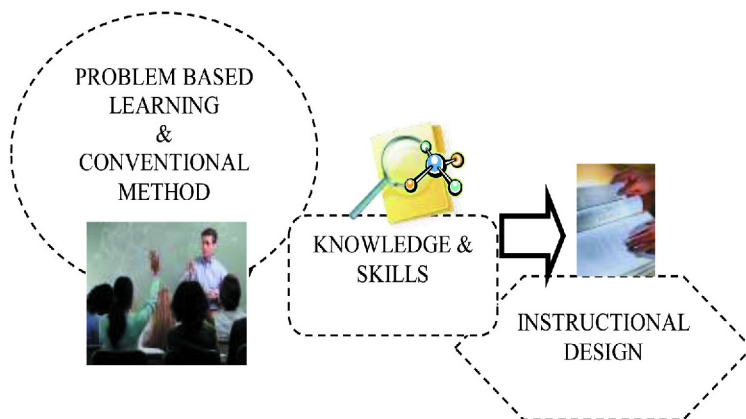 PROBLEM BASED
LEARNING
&
CONVENTIONAL
METHOD
KNOWLEDGE &
SKILLS
INSTRUCTIONAL
DESIGN